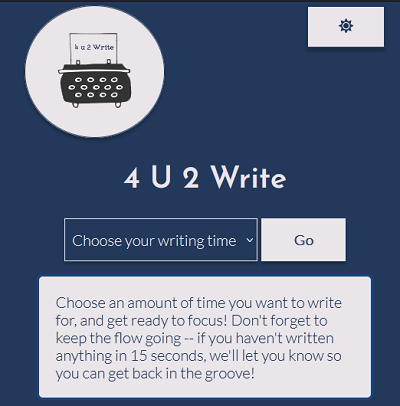 4 u 2 Write
4 U 2 Write
Choose your writing time
Go
Choose an amount of time you want to write
for, and get ready to focus! Don't forget to
keep the flow going -- if you haven't written
anything in 15 seconds, we'll let you know so
you can get back in the groove!